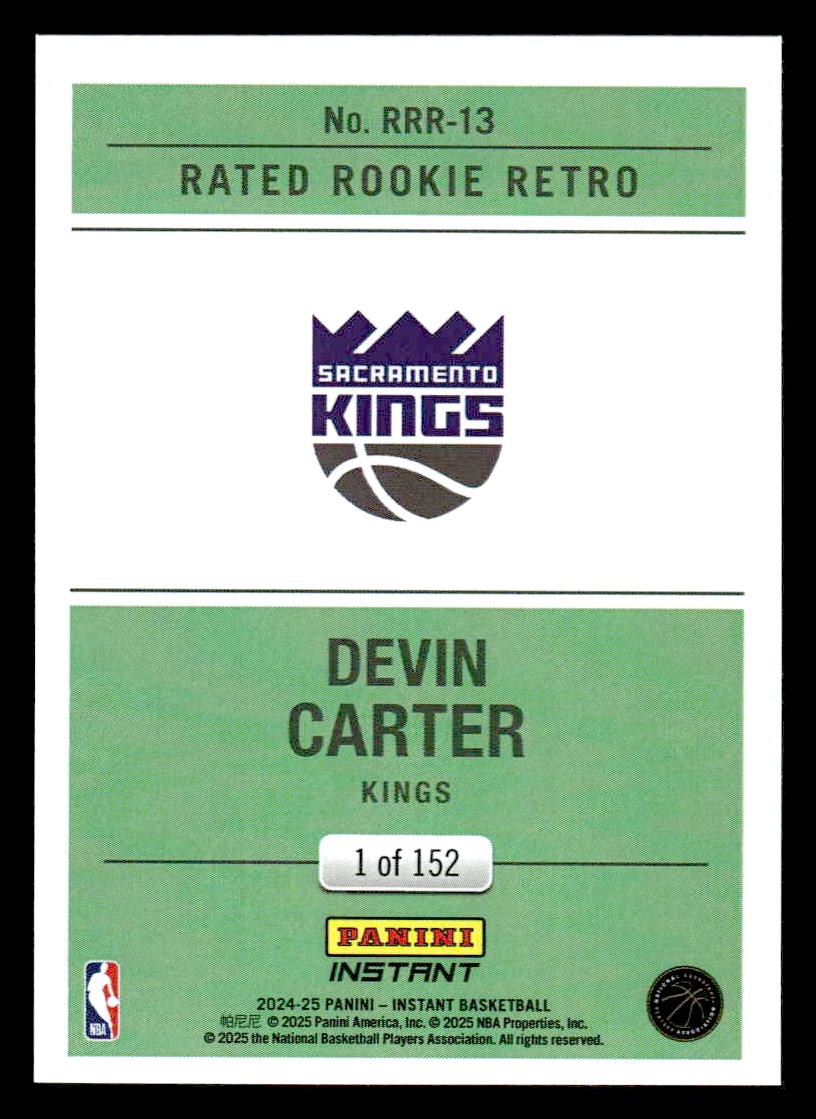 No. RRR-13
RATED ROOKIE RETRO
SACRAMENTO
KINGS
DEVIN
CARTER
KINGS
1 of 152
PANINI
INSTANT
NBA
2024-25 PANINI – INSTANT BASKETBALL
帕尼尼 © 2025 Panini America, Inc. © 2025 NBA Properties, Inc.
© 2025 the National Basketball Players Association. All rights reserved.